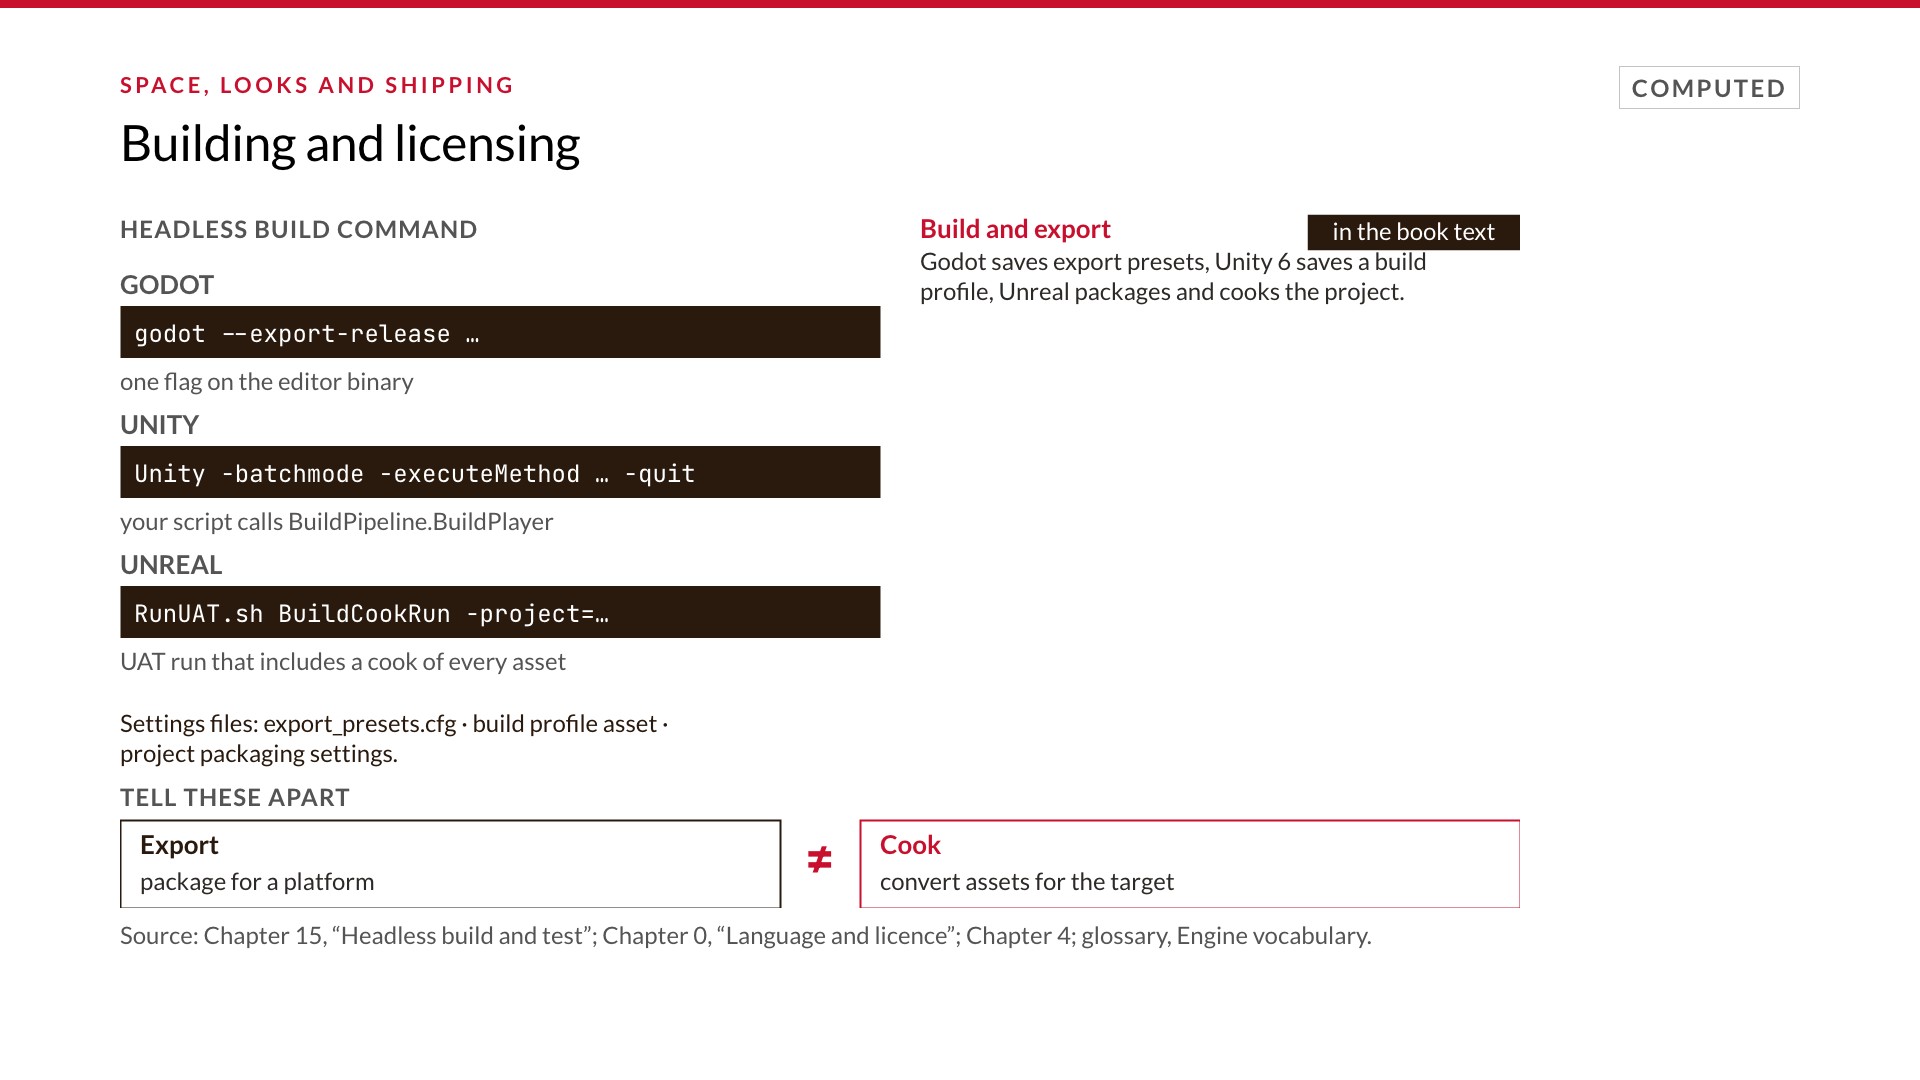 SPACE, LOOKS AND SHIPPING
COMPUTED
Building and licensing
HEADLESS BUILD COMMAND
GODOT
godot --export-release …
one flag on the editor binary
UNITY
Unity -batchmode -executeMethod … -quit
your script calls BuildPipeline.BuildPlayer
UNREAL
RunUAT.sh BuildCookRun -project=…
UAT run that includes a cook of every asset
Settings files: export_presets.cfg · build profile asset ·
project packaging settings.
Build and export
in the book text
Godot saves export presets, Unity 6 saves a build
profile, Unreal packages and cooks the project.
TELL THESE APART
Export
package for a platform
≠
Cook
convert assets for the target
Source: Chapter 15, “Headless build and test”; Chapter 0, “Language and licence”; Chapter 4; glossary, Engine vocabulary.